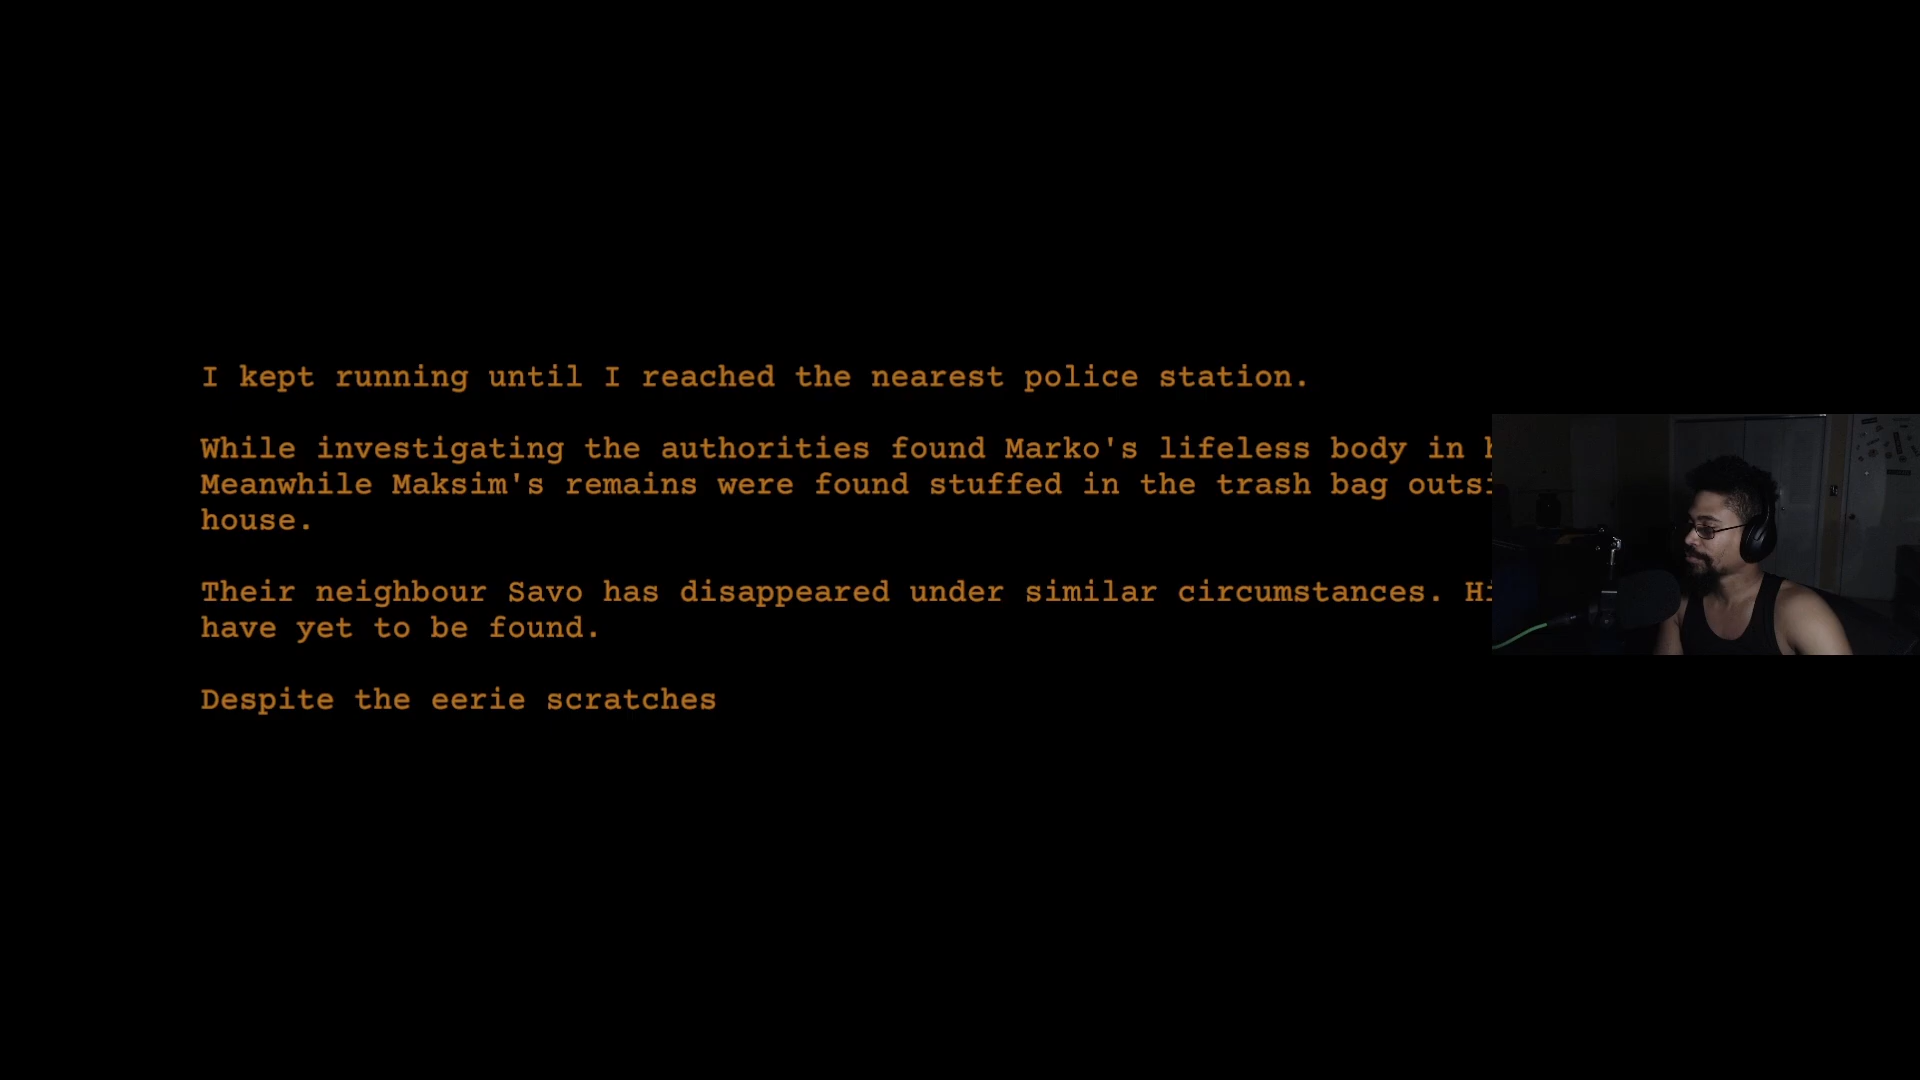 I kept running until I reached the nearest police station.
While investigating the authorities found Marko's lifeless body in
Meanwhile Maksim's remains were found stuffed in the trash bag
house.
Their neighbour Savo has disappeared under similar circumstances.
have yet to be found.
Despite the eerie scratches